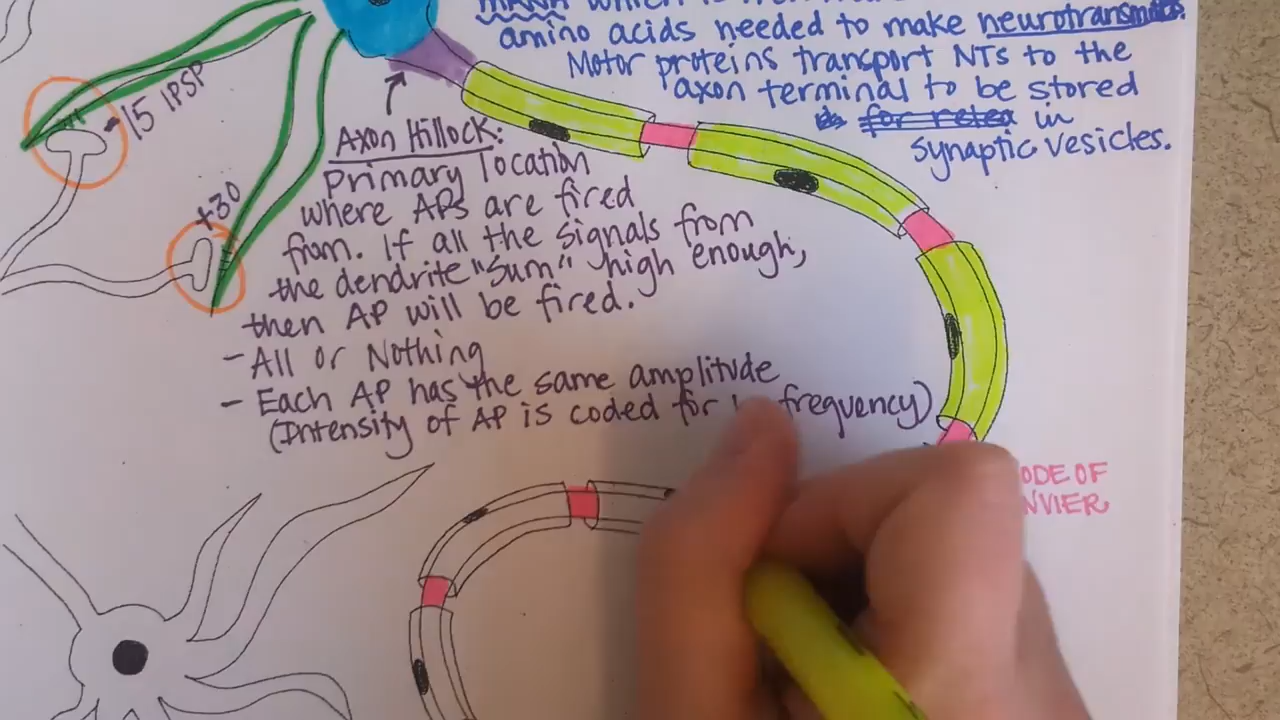 mRNA which is
amino acids needed to make neurotransmitters.
Motor proteins transport NTs to the
axon terminal to be stored
in
synaptic vesicles.
-15 IPSP
+30
Axon Hillock:
Primary location
where APs are fired
from. If all the signals from
the dendrite "sum" high enough,
then AP will be fired.
- All or Nothing
- Each AP has the same amplitude
(Intensity of AP is coded for frequency)
ODE OF
NVIER